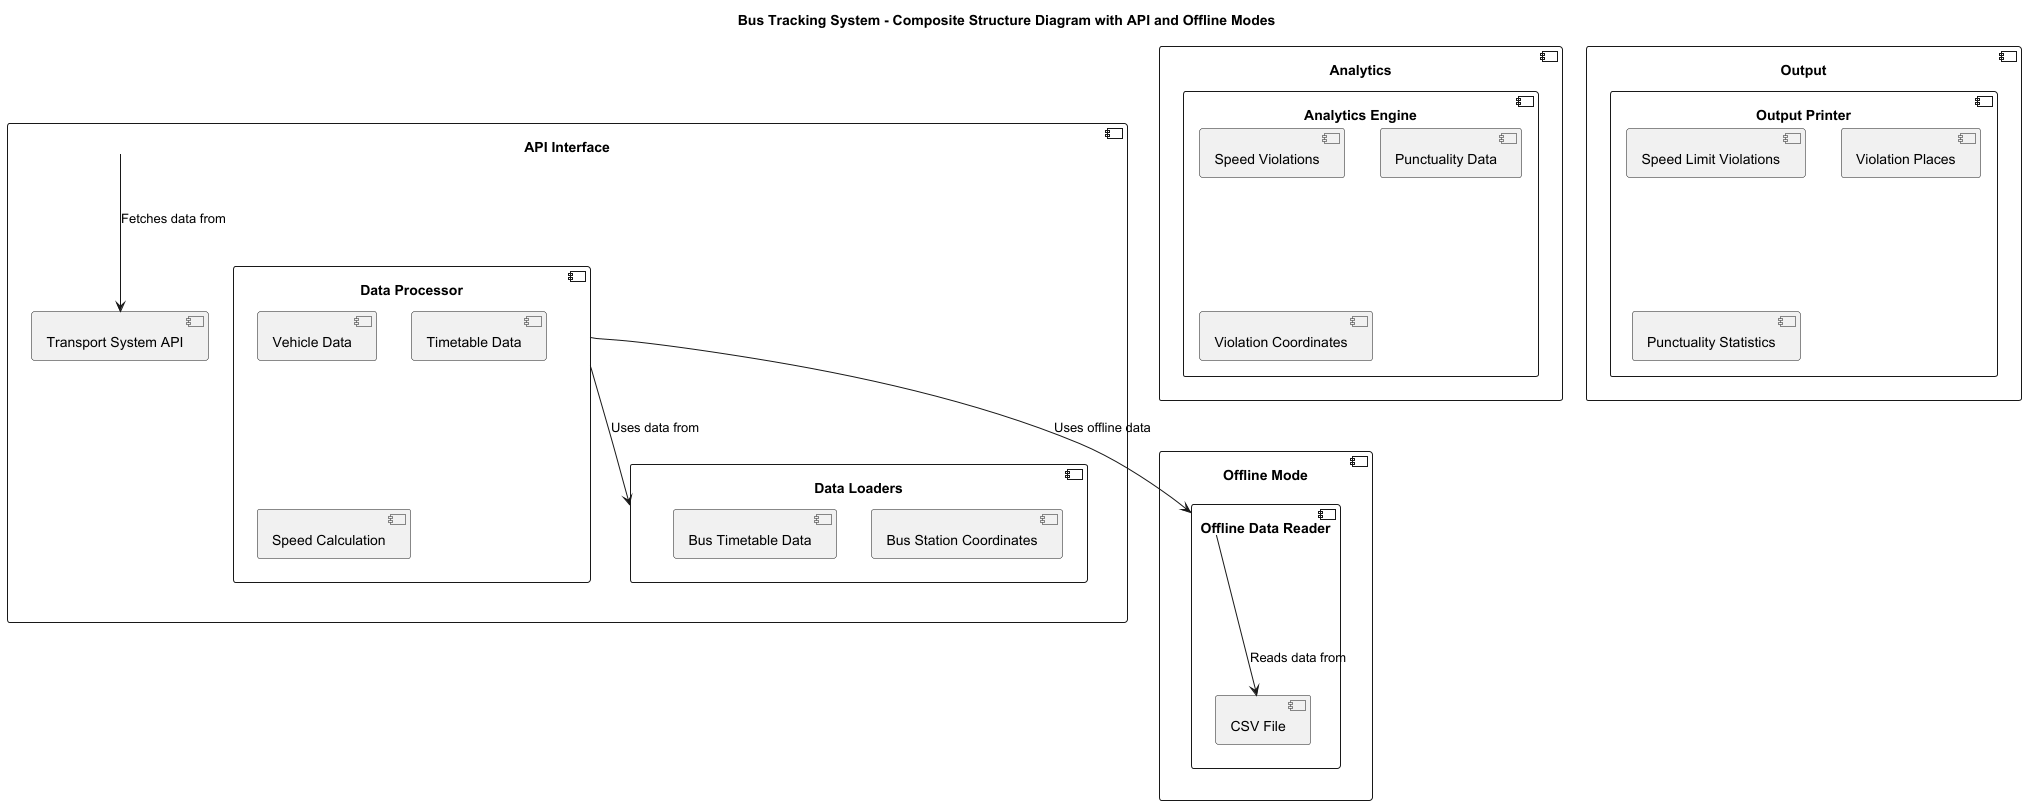 Bus Tracking System - Composite Structure Diagram with API and Offline Modes
API Interface
Fetches data from
Transport System API
Data Processor
Vehicle Data
Timetable Data
Speed Calculation
Uses data from
Data Loaders
Bus Timetable Data
Bus Station Coordinates
Uses offline data
Analytics
Analytics Engine
Speed Violations
Punctuality Data
Violation Coordinates
Output
Output Printer
Speed Limit Violations
Violation Places
Punctuality Statistics
Offline Mode
Offline Data Reader
Reads data from
CSV File